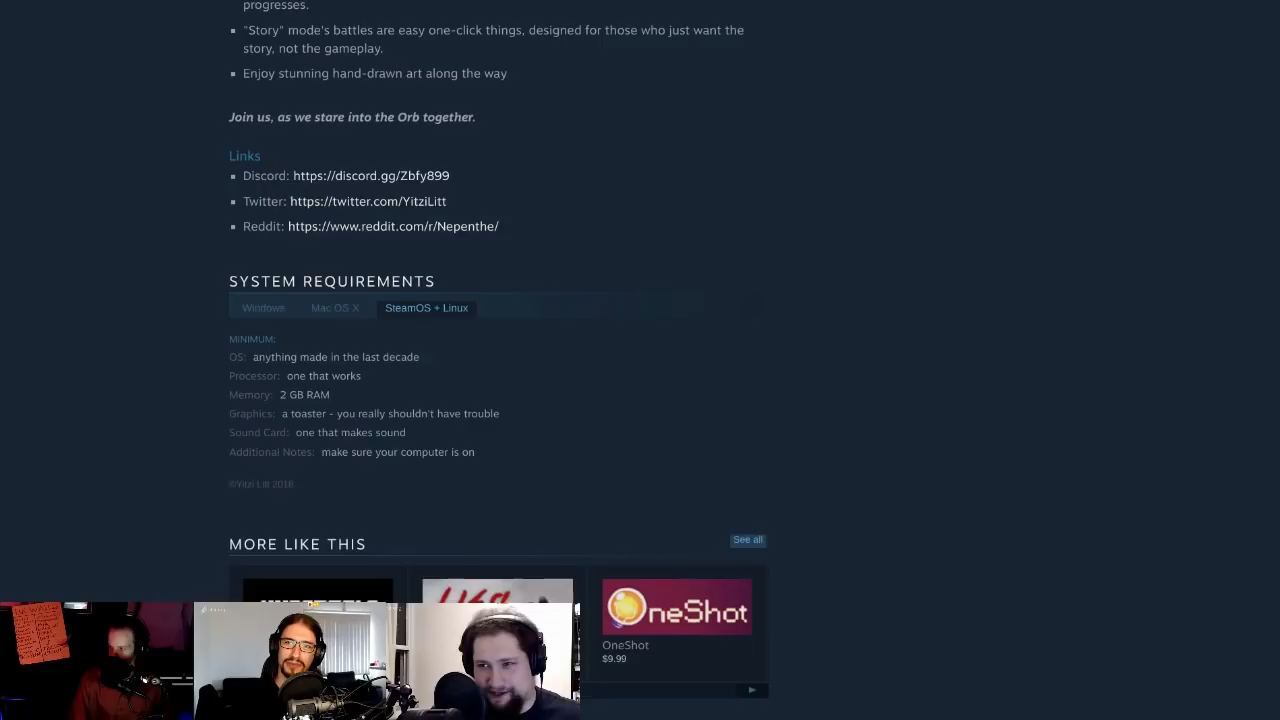 progresses.
"Story" mode's battles are easy one-click things, designed for those who just want the
story, not the gameplay.
Enjoy stunning hand-drawn art along the way
Join us, as we stare into the Orb together.
Links
Discord: https://discord.gg/Zbfy899
Twitter: https://twitter.com/YitziLitt
Reddit: https://www.reddit.com/r/Nepenthe/
SYSTEM REQUIREMENTS
Windows Mac OS X SteamOS + Linux
MINIMUM:
OS: anything made in the last decade
Processor: one that works
Memory: 2 GB RAM
Graphics: a toaster - you really shouldn't have trouble
Sound Card: one that makes sound
Additional Notes: make sure your computer is on
©Yitzi Litt 2018
MORE LIKE THIS
See all
OneShot
OneShot
$9.99